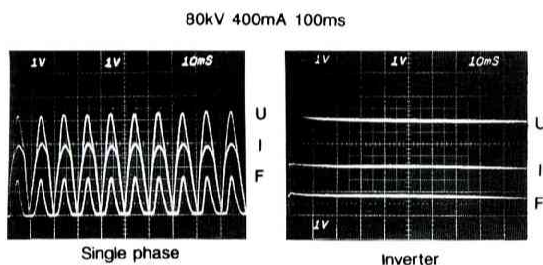 80kV 400mA 100ms
1V 1V 10mS
U
I
F
Single phase
1V 1V 10mS
U
I
F
1V
Inverter